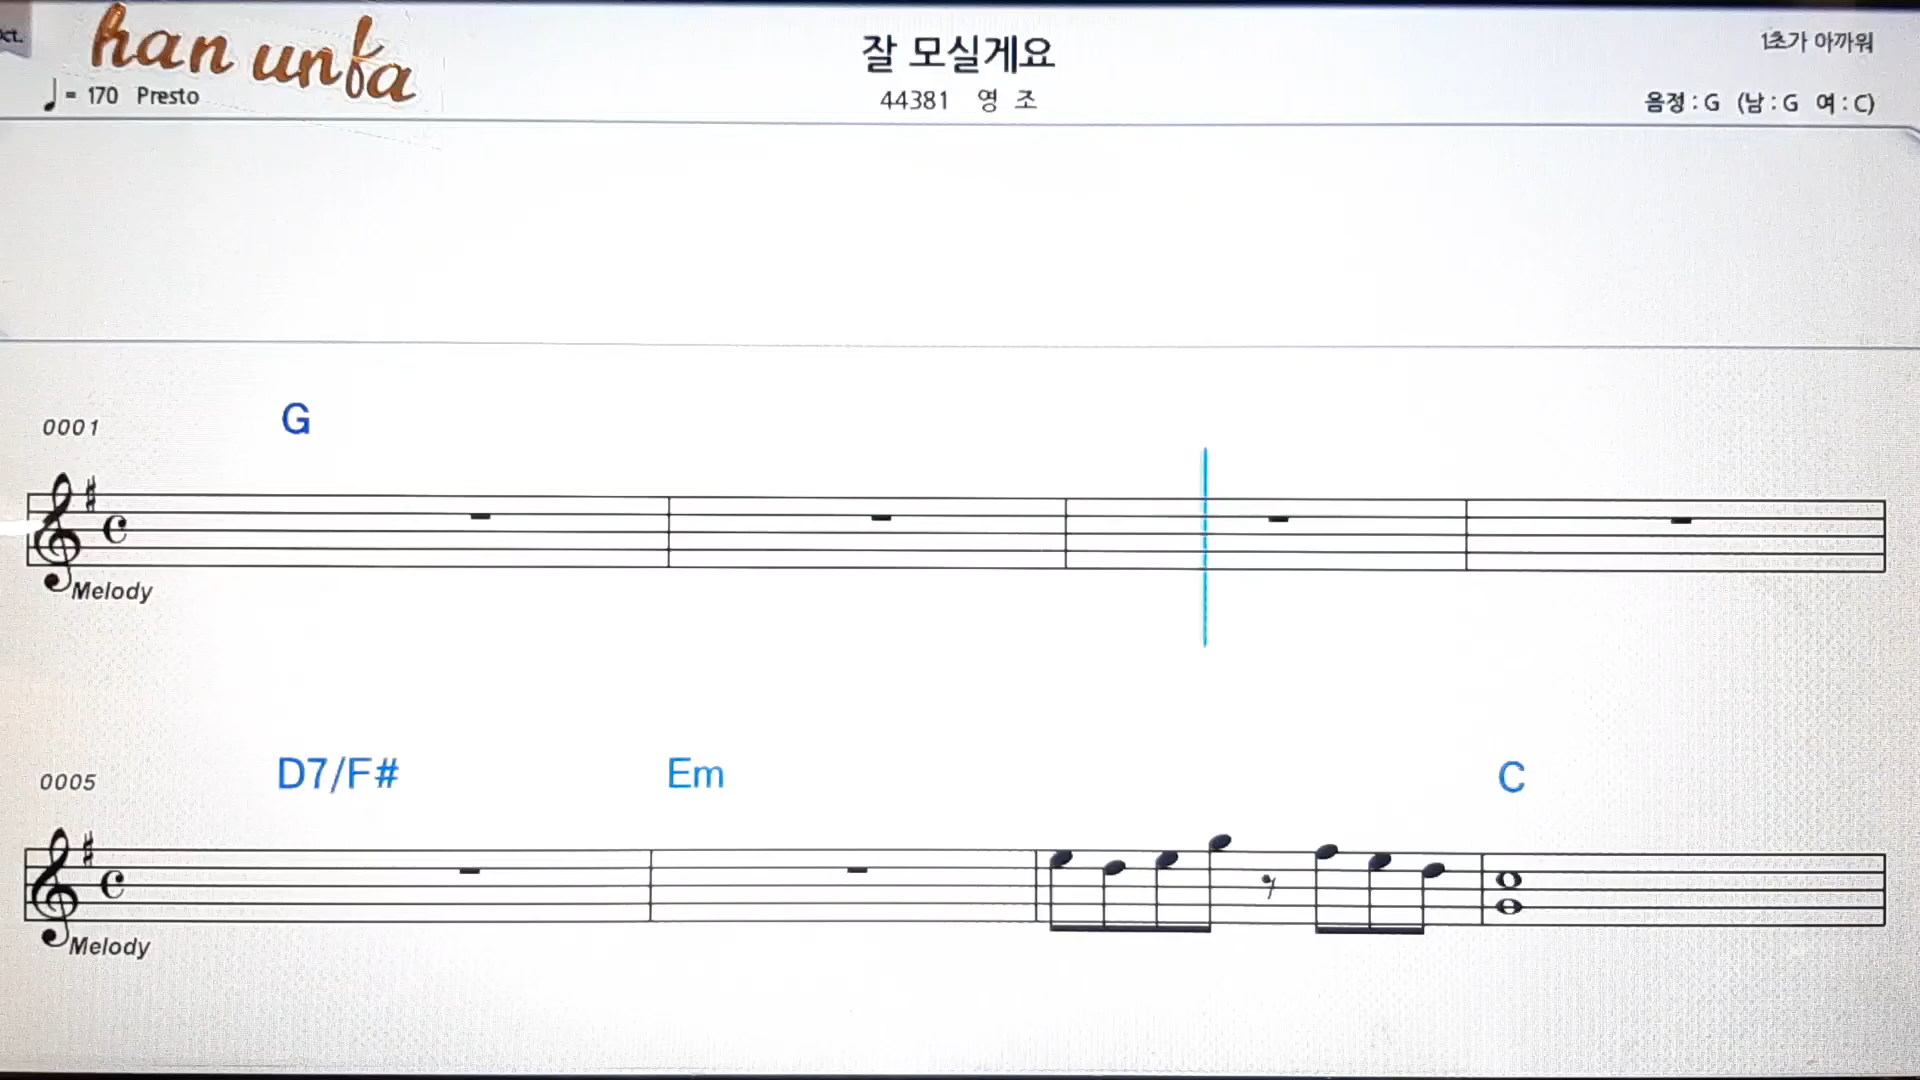 han unfa
♩ = 170 Presto
잘 모실게요
44381 영 조
1초가 아까워
음정 : G (남 : G 여 : C)
0001 G
Melody
0005 D7/F# Em C
Melody